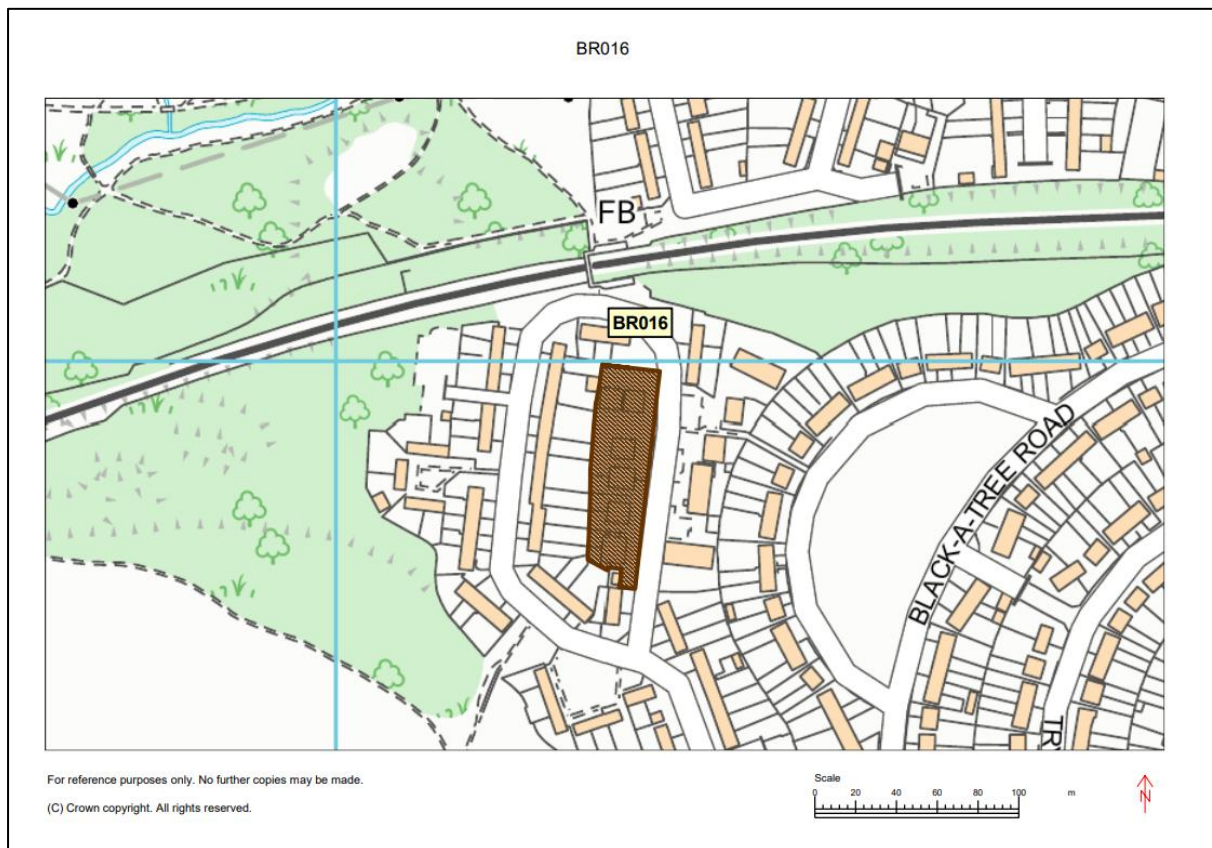 BR016
FB
BR016
BLACK-A-TREE ROAD
TRY
For reference purposes only. No further copies may be made.
(C) Crown copyright. All rights reserved.
Scale
0 20 40 60 80 100 m
N